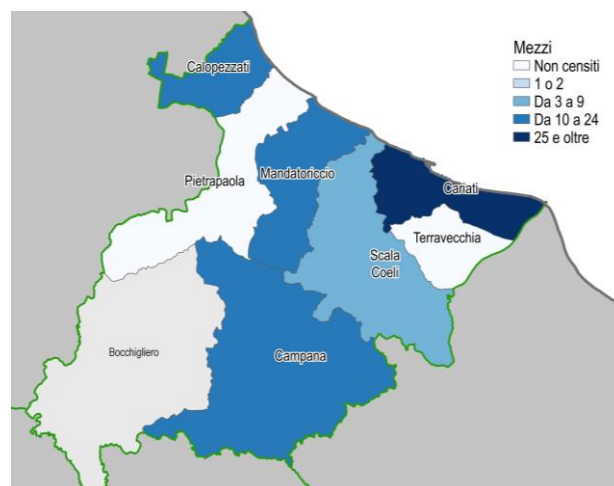 Calopezzati
Mezzi
Non censiti
1 o 2
Da 3 a 9
Da 10 a 24
25 e oltre
Pietrapaola
Mandatoriccio
Cariati
Terravecchia
Scala
Coeli
Bocchigliero
Campana